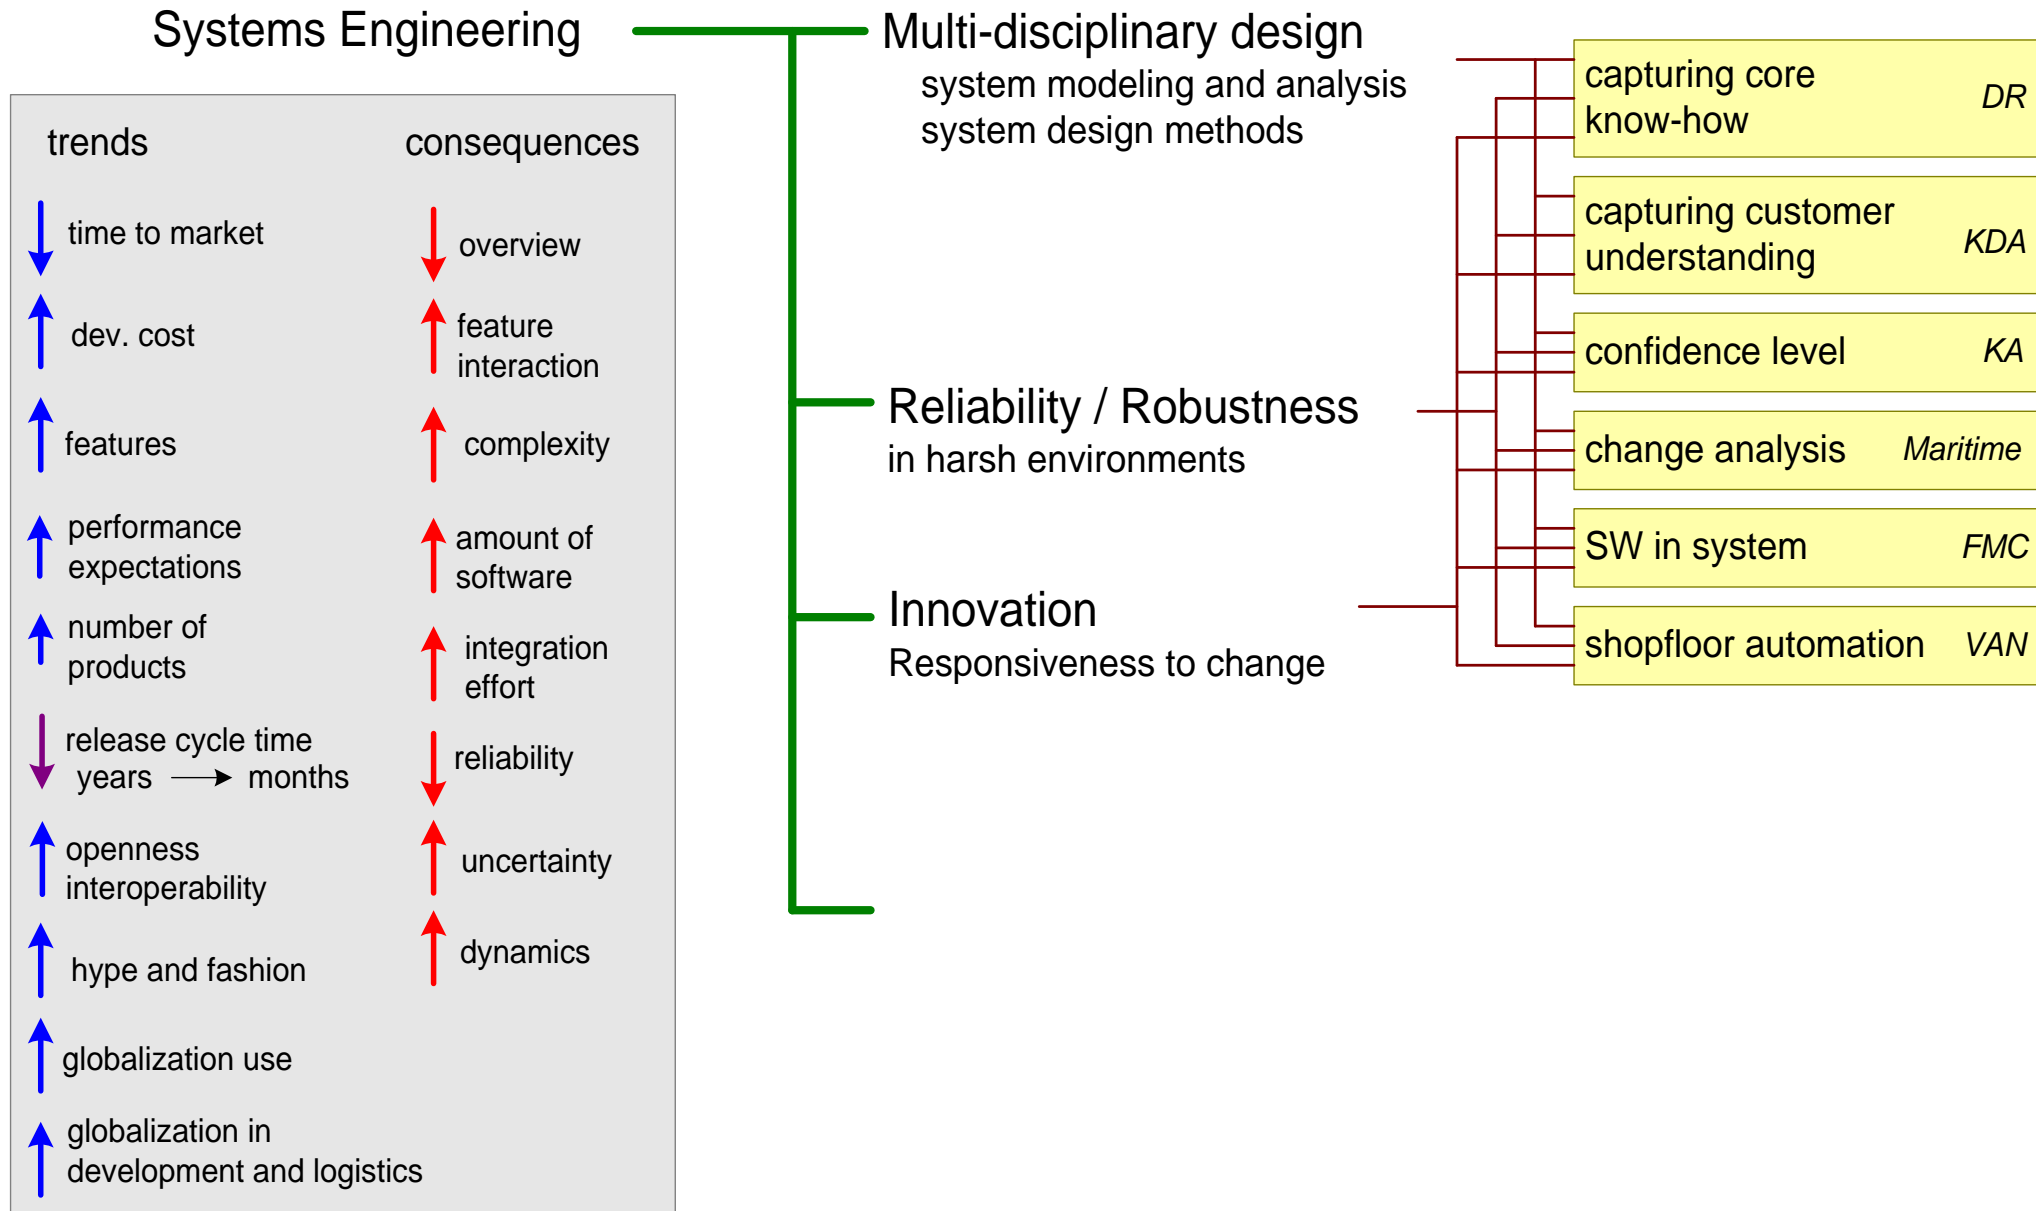 Systems Engineering
trends
consequences
time to market
dev. cost
features
performance
expectations
number of
products
release cycle time
years months
openness
interoperability
hype and fashion
globalization use
globalization in
development and logistics
overview
feature
interaction
complexity
amount of
software
integration
effort
reliability
uncertainty
dynamics
Multi-disciplinary design
system modeling and analysis
system design methods
Reliability / Robustness
in harsh environments
Innovation
Responsiveness to change
capturing core
know-how
DR
capturing customer
understanding
KDA
confidence level KA
change analysis Maritime
SW in system FMC
shopfloor automation VAN